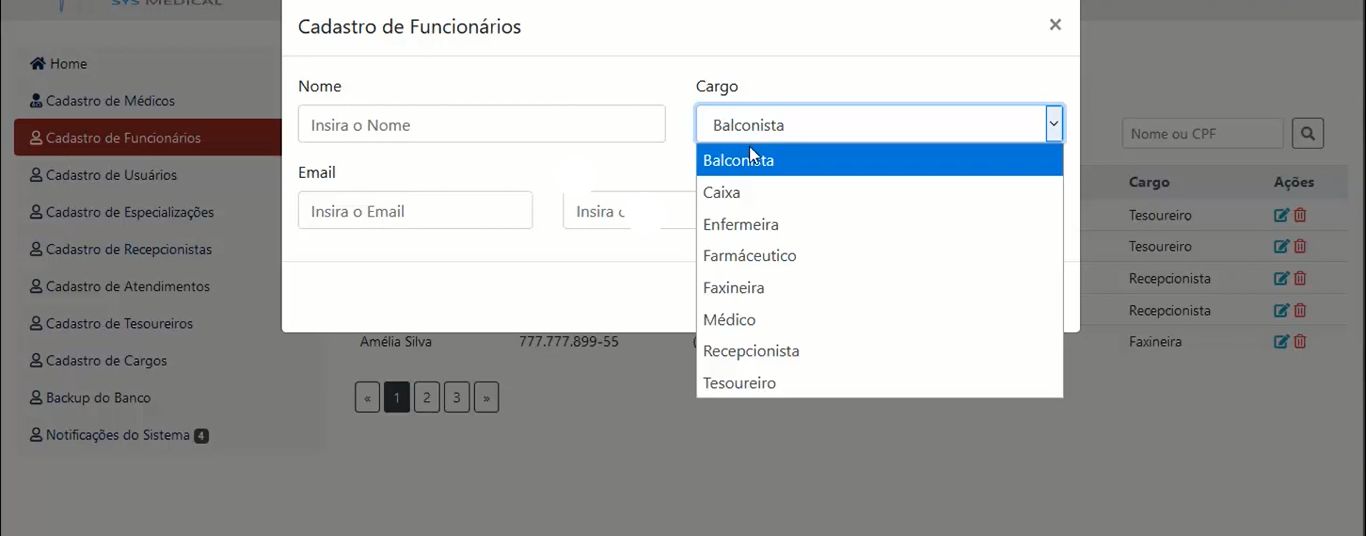 SYS MEDICAL
Cadastro de Funcionários ×
Home
Cadastro de Médicos
Cadastro de Funcionários
Cadastro de Usuários
Cadastro de Especializações
Cadastro de Recepcionistas
Cadastro de Atendimentos
Cadastro de Tesoureiros
Cadastro de Cargos
Backup do Banco
Notificações do Sistema 4
Nome
Insira o Nome
Cargo
Balconista
Email
Insira o Email
Insira
Balconista
Caixa
Enfermeira
Farmáceutico
Faxineira
Médico
Recepcionista
Tesoureiro
Nome ou CPF
Cargo Ações
Tesoureiro
Tesoureiro
Recepcionista
Recepcionista
Amélia Silva 777.777.899-55 ( Faxineira
« 1 2 3 »